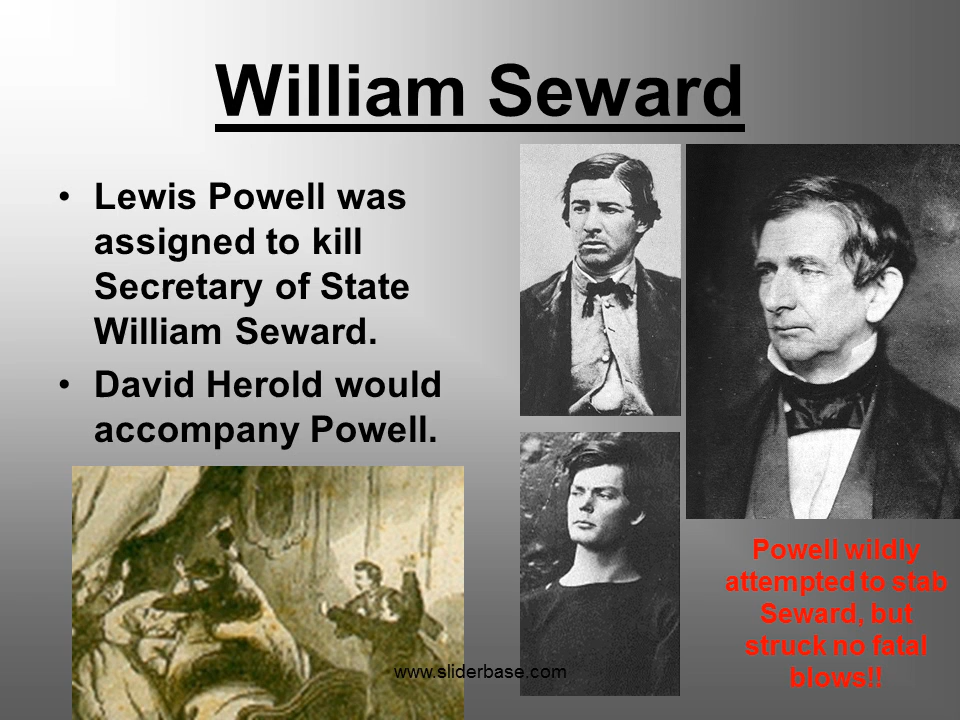 William Seward
• Lewis Powell was
assigned to kill
Secretary of State
William Seward.
• David Herold would
accompany Powell.
Powell wildly
attempted to stab
Seward, but
struck no fatal
blows!!
www.sliderbase.com